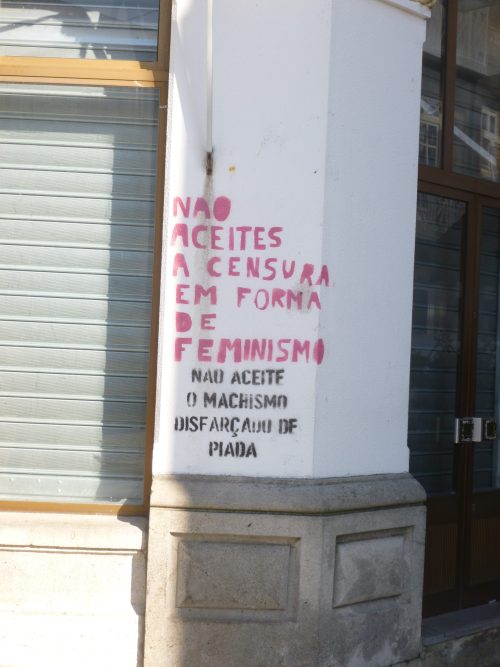 NAO
ACEITES
A CENSURA
EM FORMA
DE
FEMINISMO
NAO ACEITE
O MACHISMO
DISFARÇADO DE
PIADA